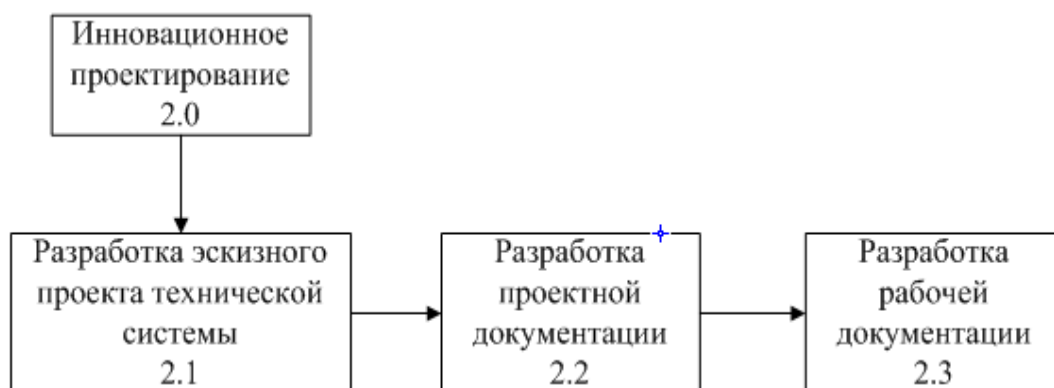 Инновационное
проектирование
2.0
Разработка эскизного
проекта технической
системы
2.1
Разработка
проектной
документации
2.2
Разработка
рабочей
документации
2.3